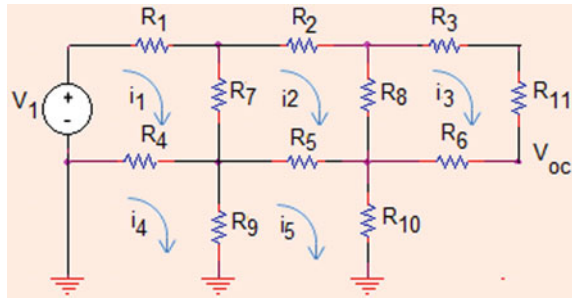 R1 R2 R3
V1 + - i1 R7 i2 R8 i3 R11
R4 R5 R6 Voc
i4 R9 i5 R10